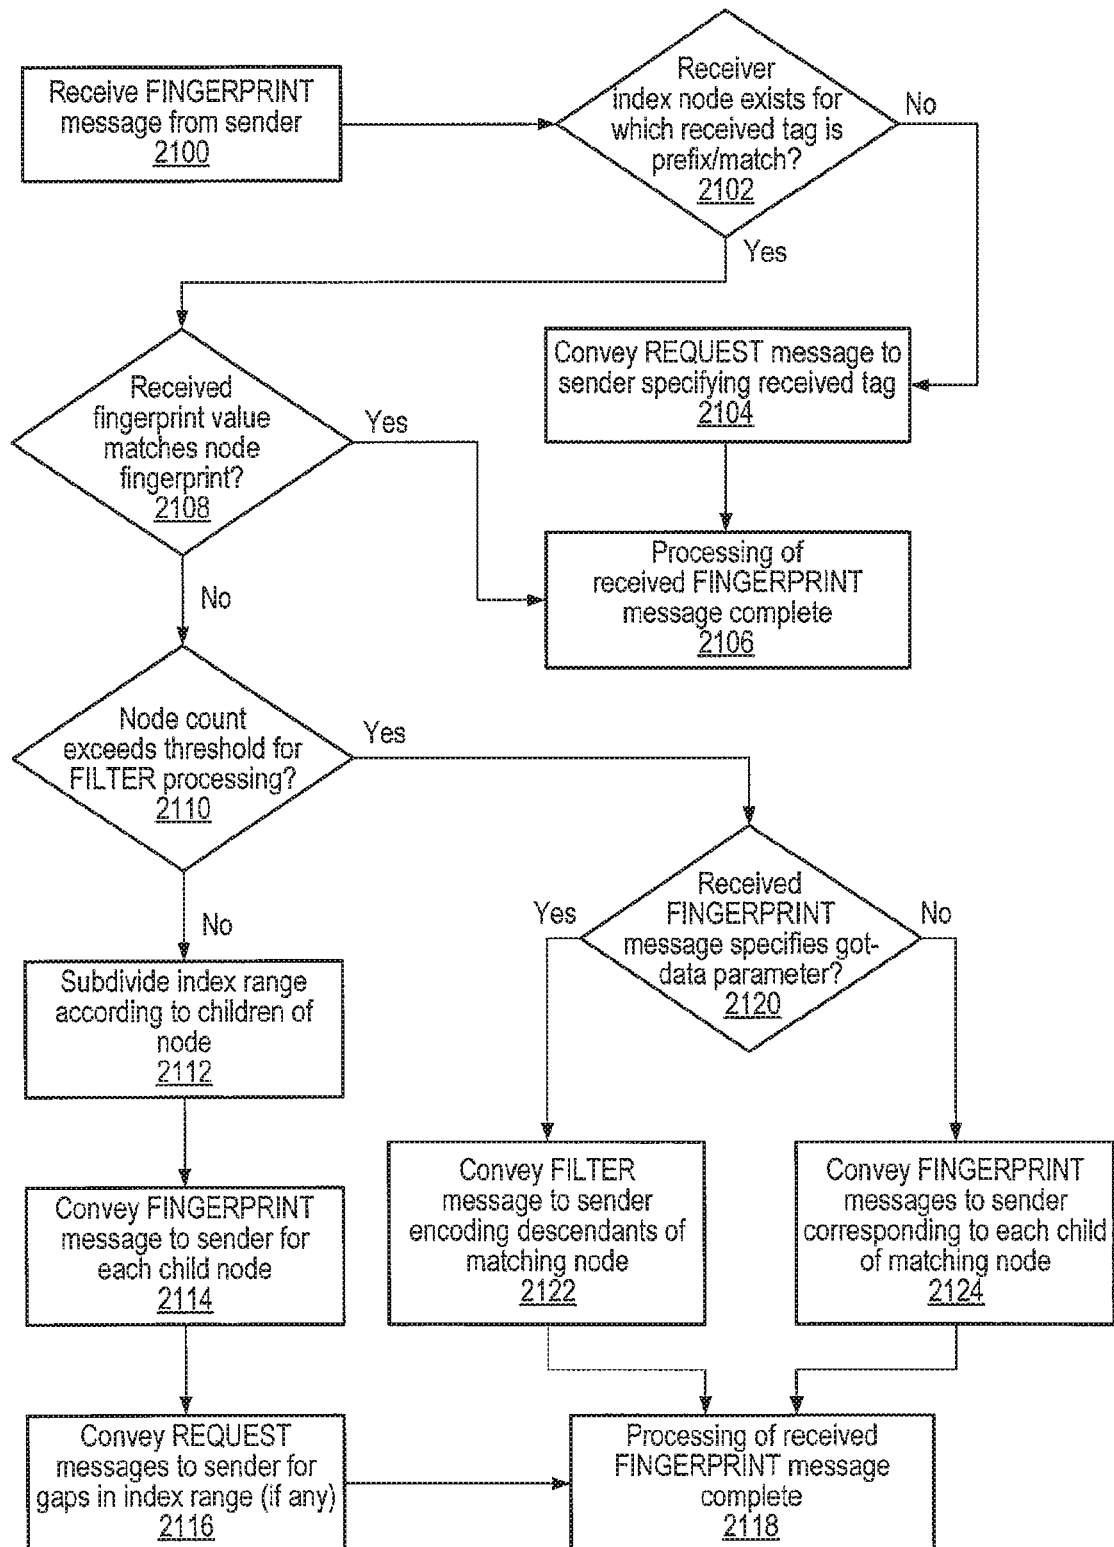 Receive FINGERPRINT
message from sender
2100
Receiver
index node exists for
which received tag is
prefix/match?
2102
No
Yes
Convey REQUEST message to
sender specifying received tag
2104
Received
fingerprint value
matches node
fingerprint?
2108
Yes
No
Processing of
received FINGERPRINT
message complete
2106
Node count
exceeds threshold for
FILTER processing?
2110
Yes
No
Received
FINGERPRINT
message specifies got-
data parameter?
2120
Yes
No
Subdivide index range
according to children of
node
2112
Convey FINGERPRINT
message to sender for
each child node
2114
Convey FILTER
message to sender
encoding descendants of
matching node
2122
Convey FINGERPRINT
messages to sender
corresponding to each child
of matching node
2124
Convey REQUEST
messages to sender for
gaps in index range (if any)
2116
Processing of received
FINGERPRINT message
complete
2118